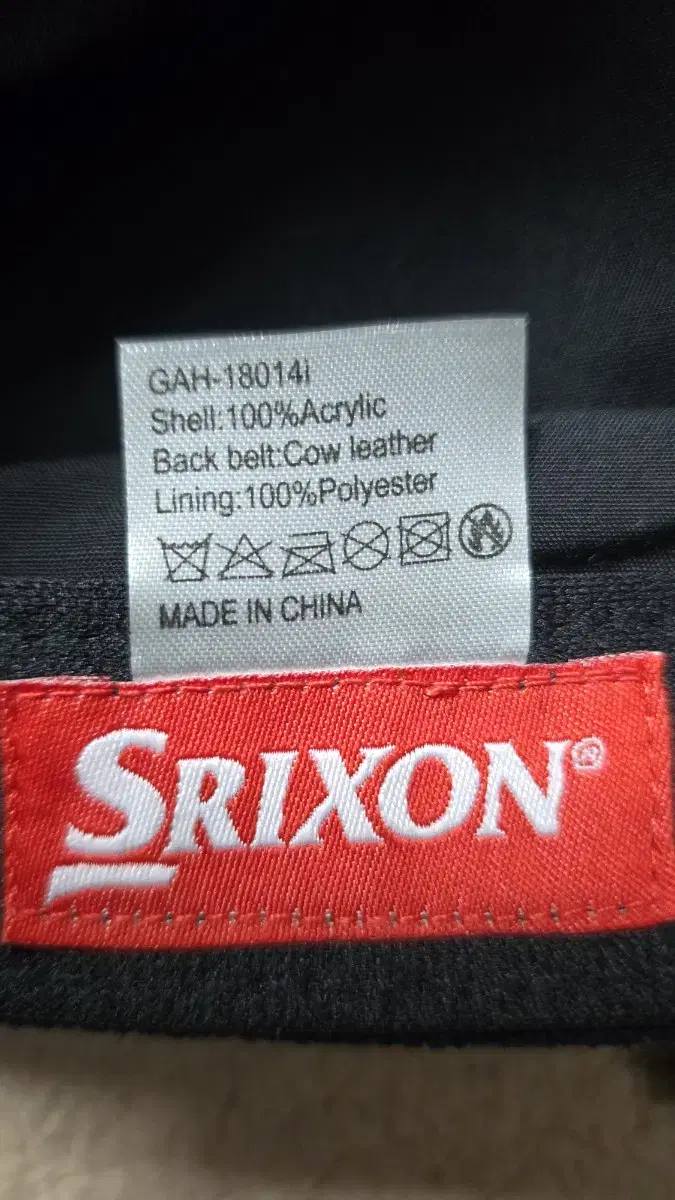 GAH-18014i
Shell:100%Acrylic
Back belt:Cow leather
Lining:100%Polyester
MADE IN CHINA
SRIXON®